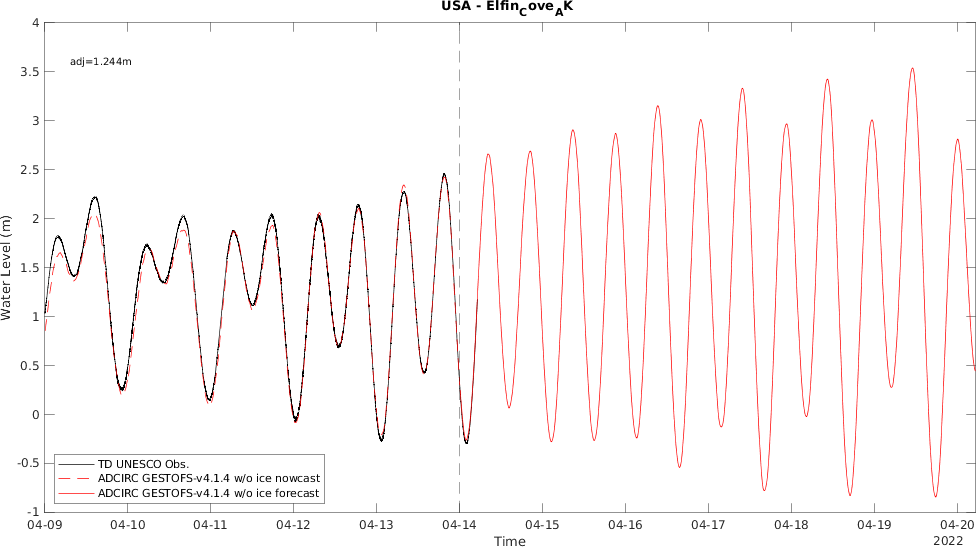 USA - Elfin_Cove_AK
4
adj=1.244m
3.5
3
2.5
2
1.5
1
0.5
0
-0.5
-1
Water Level (m)
TD UNESCO Obs.
ADCIRC GESTOFS-v4.1.4 w/o ice nowcast
ADCIRC GESTOFS-v4.1.4 w/o ice forecast
04-09 04-10 04-11 04-12 04-13 04-14 04-15 04-16 04-17 04-18 04-19 04-20
Time
2022